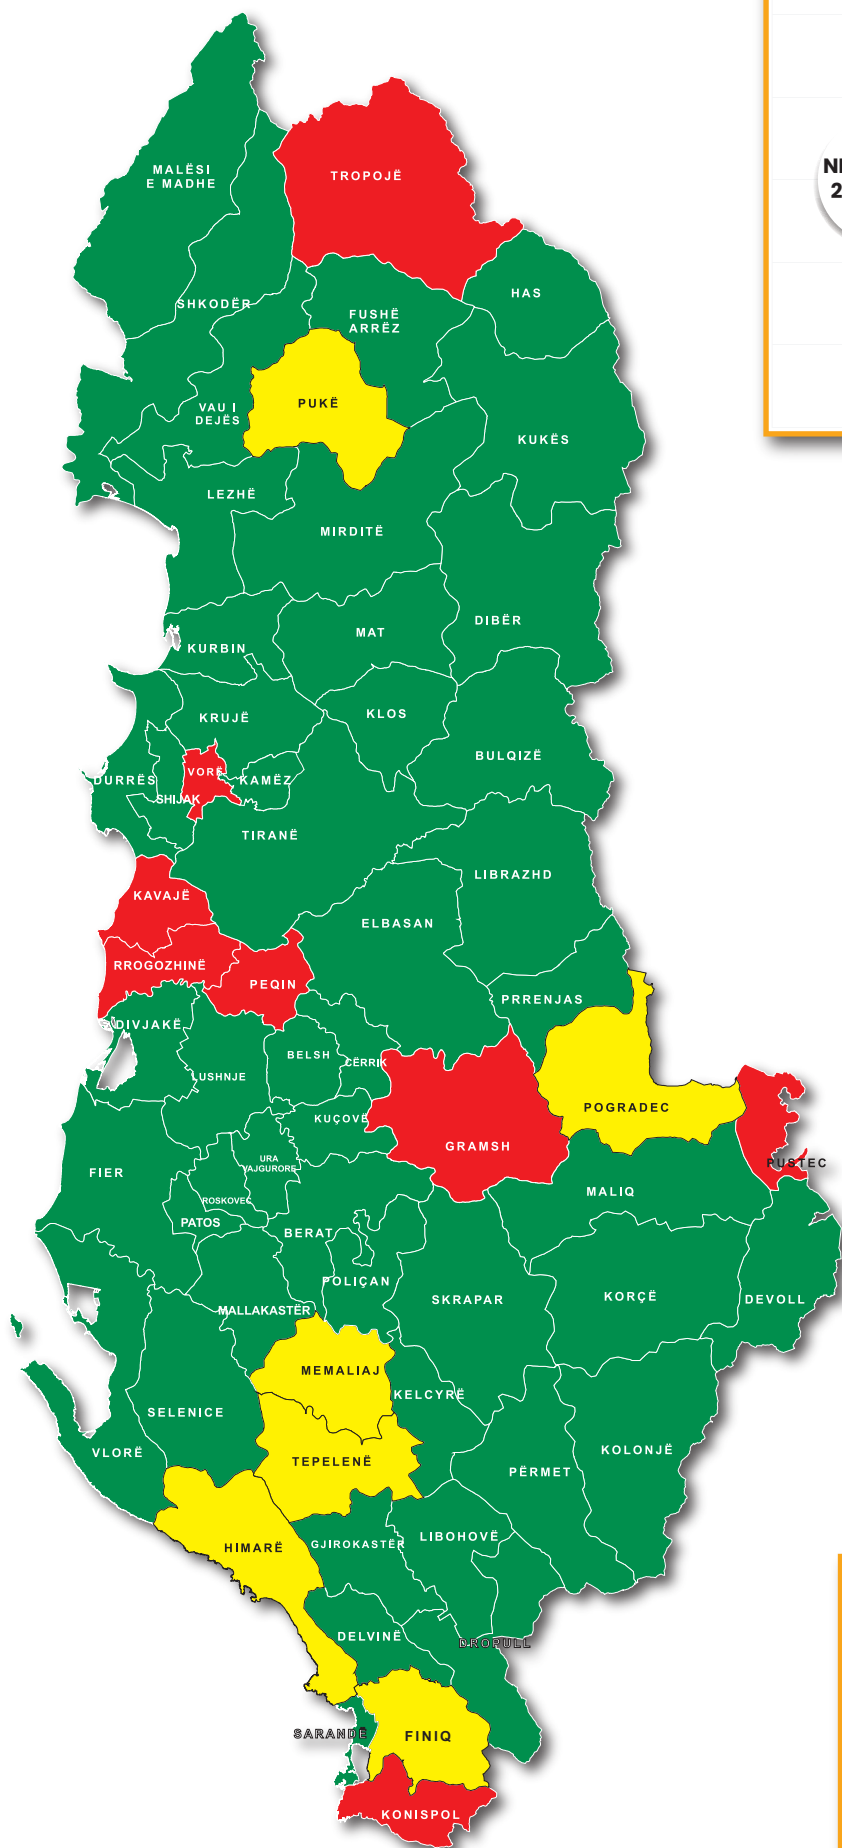 MALËSI
E MADHE
TROPOJË
HAS
SHKODËR
FUSHË
ARRËZ
PUKË
VAU I
DEJËS
KUKËS
LEZHË
MIRDITË
DIBËR
MAT
KURBIN
KLOS
KRUJË
BULQIZË
VORË
KAMËZ
DURRËS
SHIJAK
TIRANË
LIBRAZHD
KAVAJË
ELBASAN
RROGOZHINË
PEQIN
PRRENJAS
DIVJAKË
BELSH
CËRRIK
LUSHNJE
POGRADEC
KUÇOVË
GRAMSH
URA
VAJGURORE
PUSTEC
FIER
ROSKOVEC
MALIQ
PATOS
BERAT
POLIÇAN
SKRAPAR
KORÇË
DEVOLL
MALLAKASTËR
MEMALIAJ
KELCYRË
SELENICE
VLORË
TEPELENË
KOLONJË
PËRMET
HIMARË
GJIROKASTËR
LIBOHOVË
DELVINË
DROPULL
SARANDË
FINIQ
KONISPOL